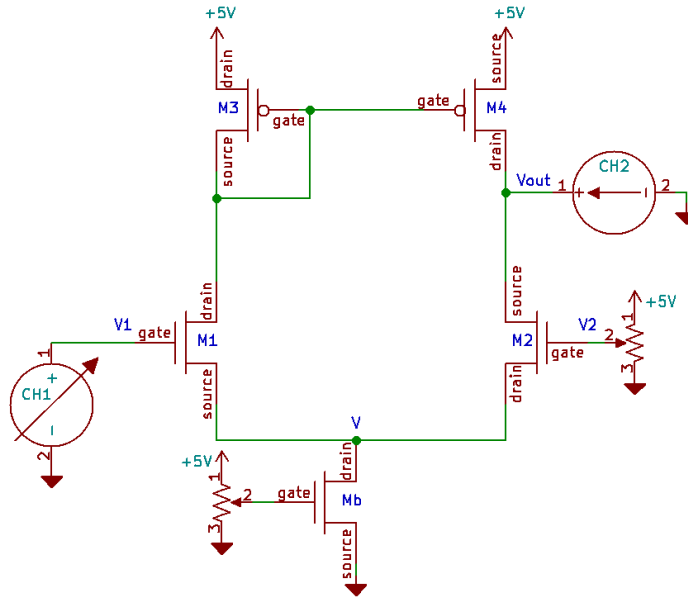 +5V
+5V
drain
M3
gate
source
source
gate
M4
drain
Vout
1
+
CH2
-
2
V1
gate
drain
M1
source
1
+
CH1
-
2
source
M2
gate
drain
V2
2
+5V
1
3
V
+5V
1
2
3
gate
drain
Mb
source